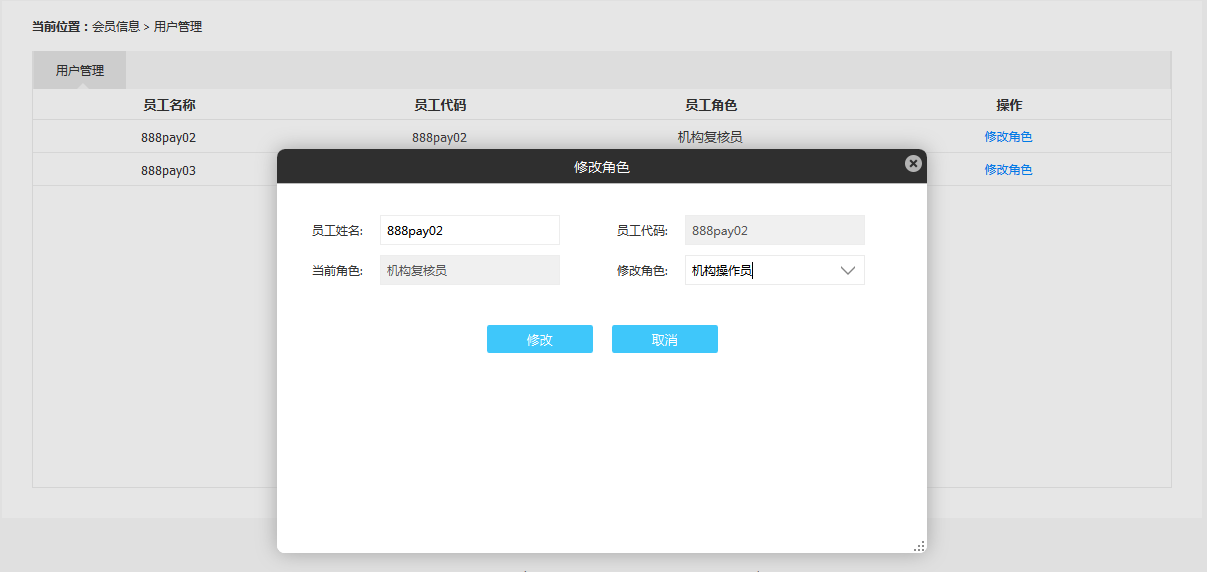 当前位置：会员信息 > 用户管理
用户管理
员工名称 员工代码 员工角色 操作
888pay02 888pay02 机构复核员 修改角色
888pay03 修改角色
修改角色
员工姓名: 888pay02 员工代码: 888pay02
当前角色: 机构复核员 修改角色: 机构操作员
修改 取消